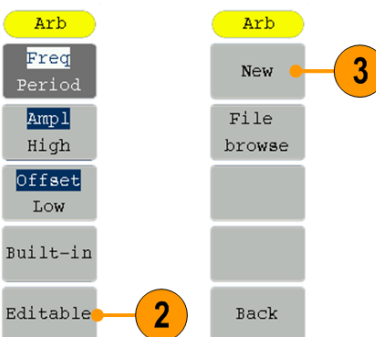 Arb
Freq
Period
Ampl
High
Offset
Low
Built-in
Editable
2
Arb
New
3
File
browse
Back